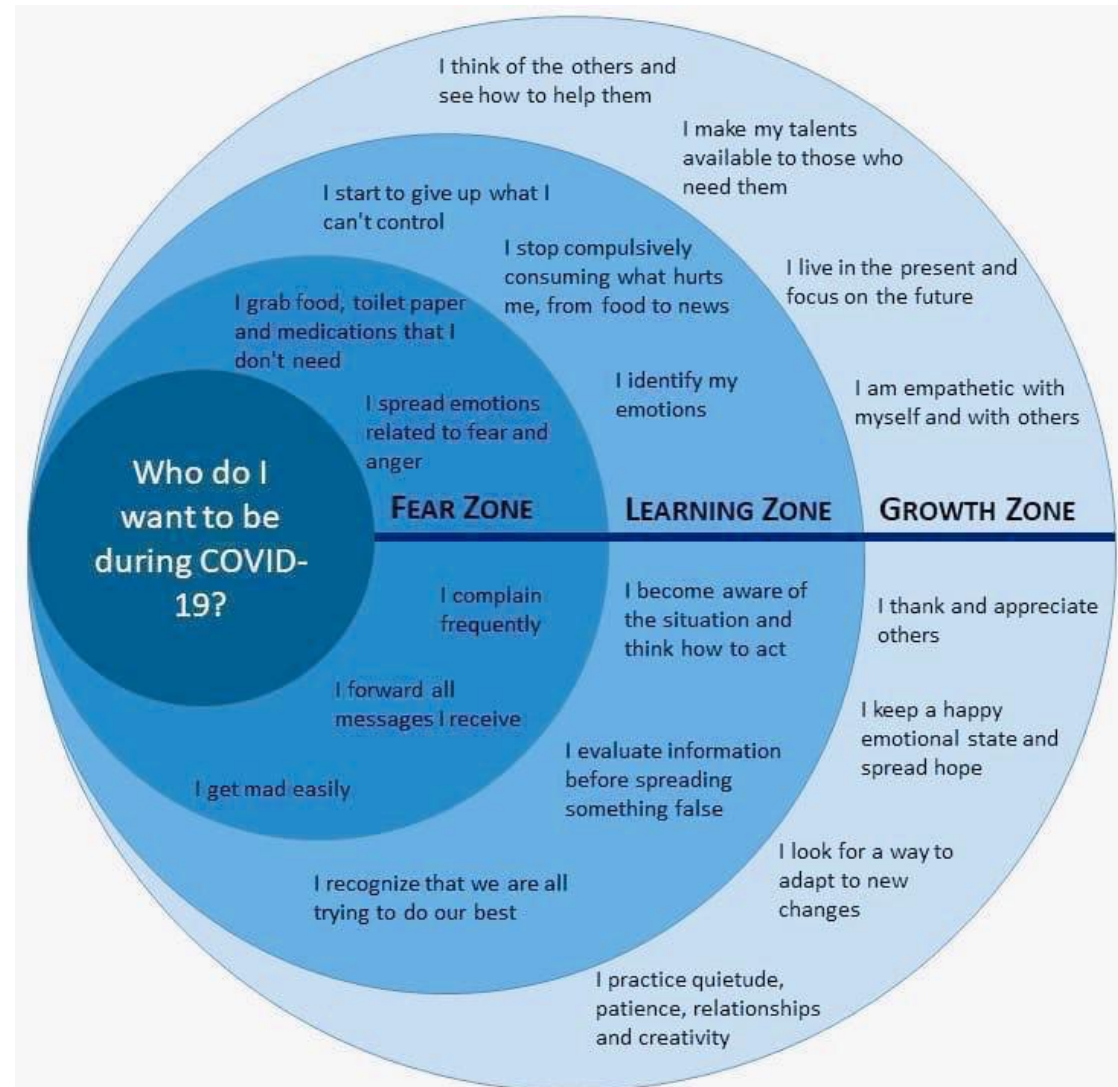 I think of the others and
see how to help them
I make my talents
available to those who
need them
I start to give up what I
can't control
I stop compulsively
consuming what hurts
me, from food to news
I live in the present and
focus on the future
I grab food, toilet paper
and medications that I
don't need
I identify my
emotions
I am empathetic with
myself and with others
I spread emotions
related to fear and
anger
Who do I
want to be
during COVID-
19?
FEAR ZONE
LEARNING ZONE
GROWTH ZONE
I complain
frequently
I become aware of
the situation and
think how to act
I thank and appreciate
others
I forward all
messages I receive
I keep a happy
emotional state and
spread hope
I evaluate information
before spreading
something false
I get mad easily
I look for a way to
adapt to new
changes
I recognize that we are all
trying to do our best
I practice quietude,
patience, relationships
and creativity